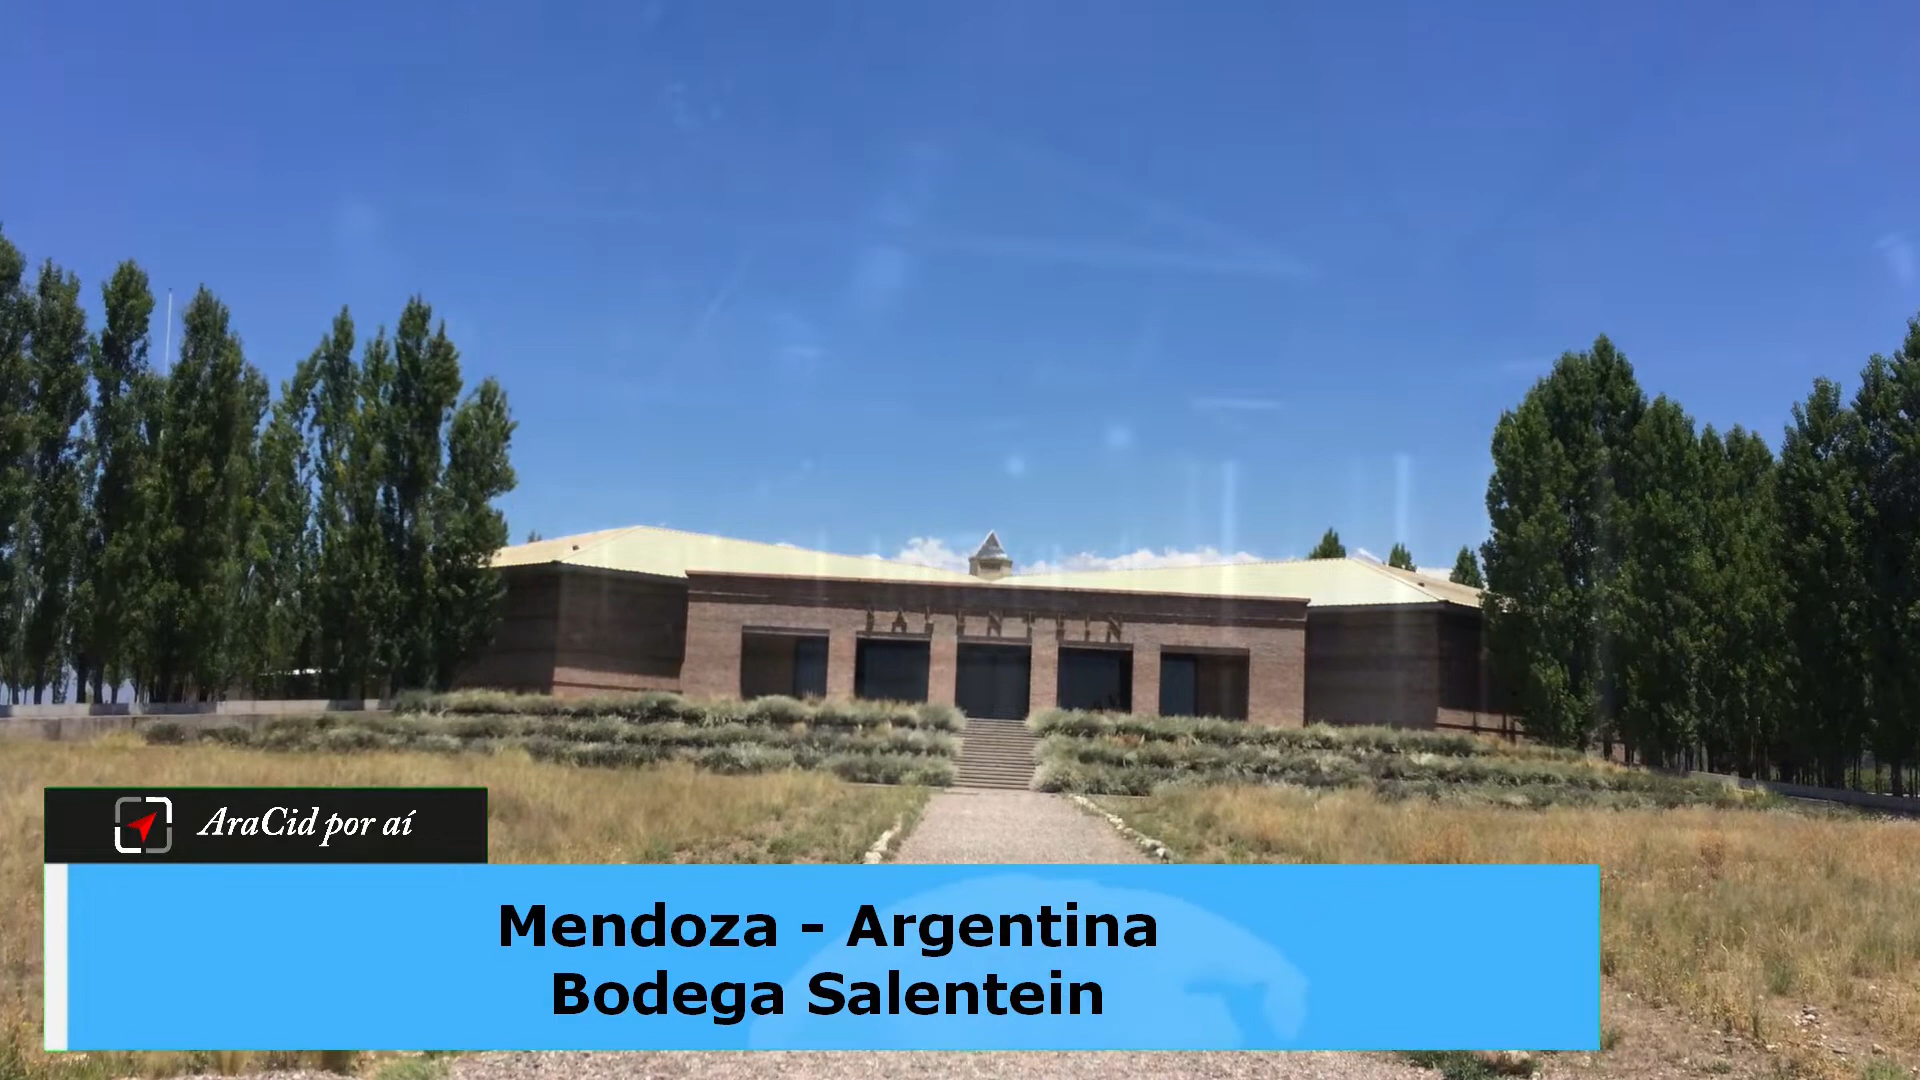 SALENTEIN
AraCid por aí
Mendoza - Argentina
Bodega Salentein